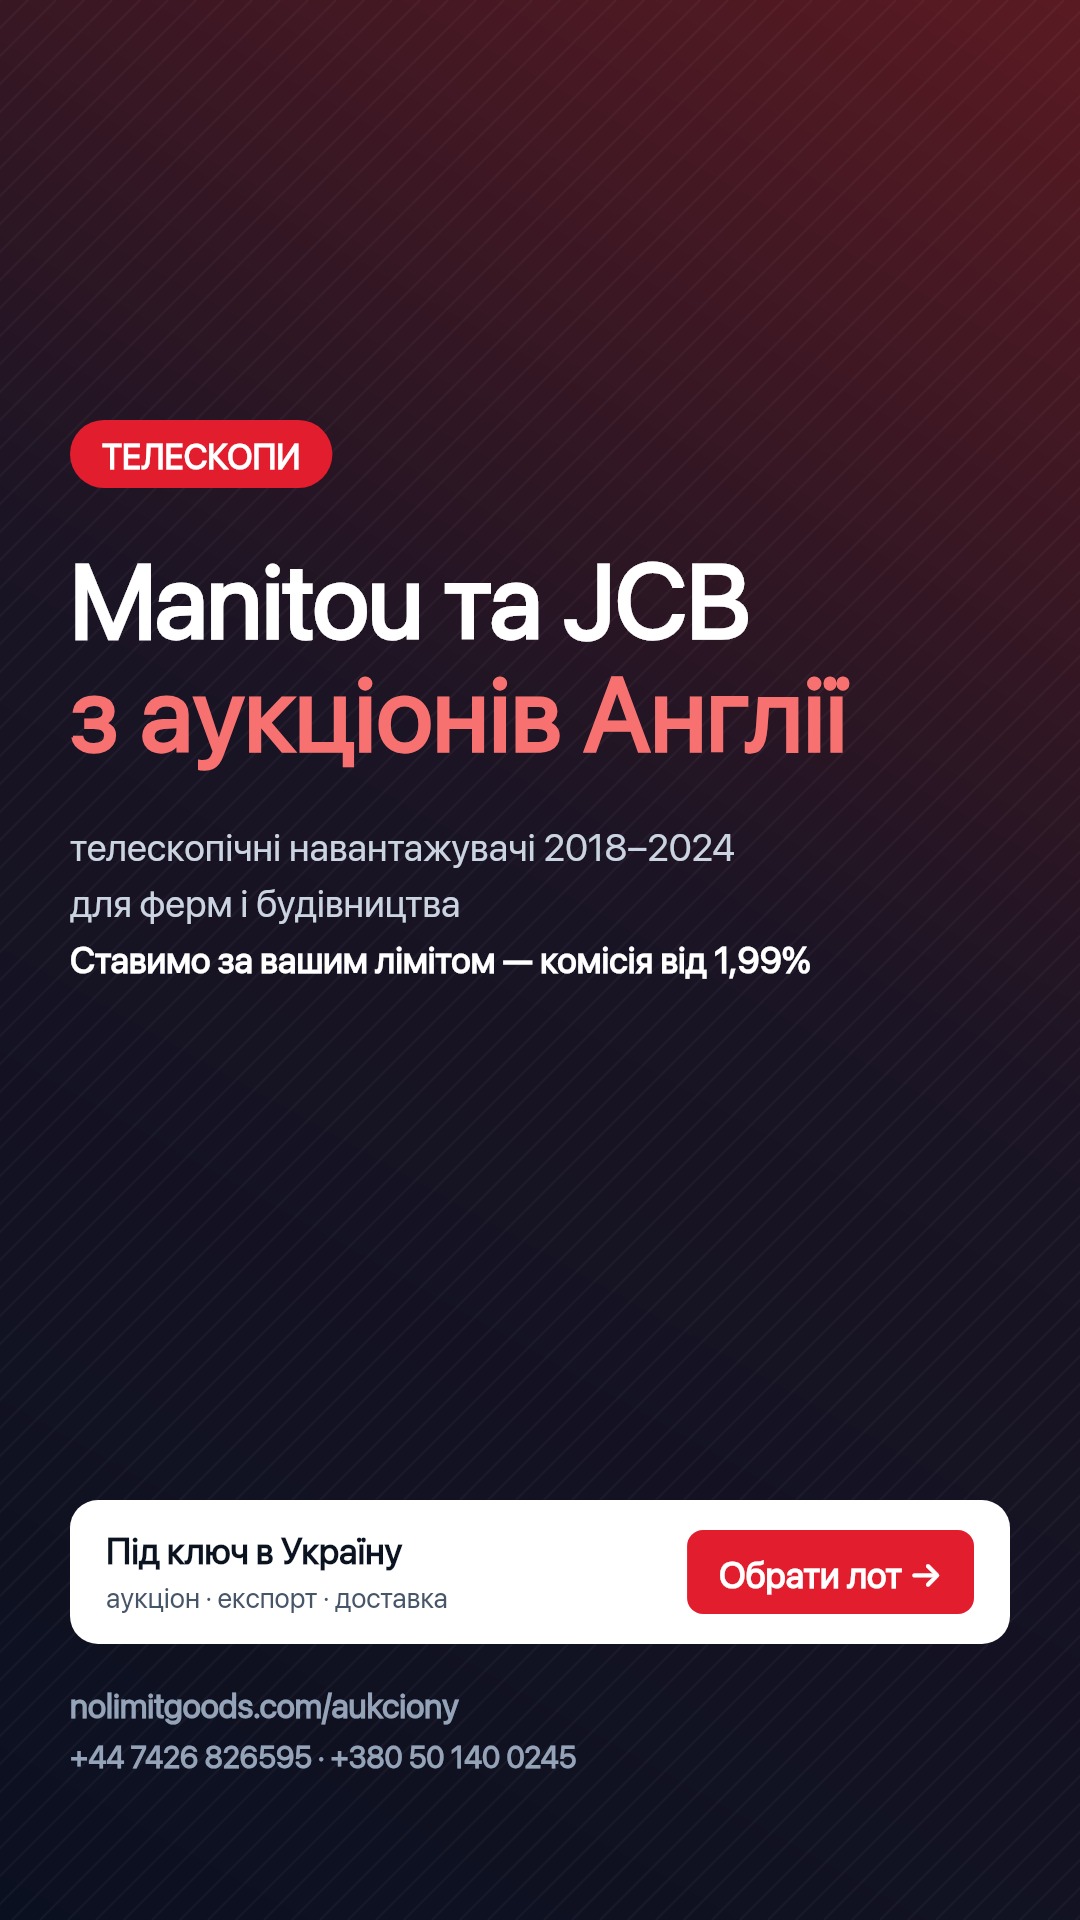 ТЕЛЕСКОПИ
Manitou та JCB
з аукціонів Англії
телескопічні навантажувачі 2018–2024
для ферм і будівництва
Ставимо за вашим лімітом — комісія від 1,99%
Під ключ в Україну
аукціон · експорт · доставка
Обрати лот →
nolimitgoods.com/aukciony
+44 7426 826595 · +380 50 140 0245